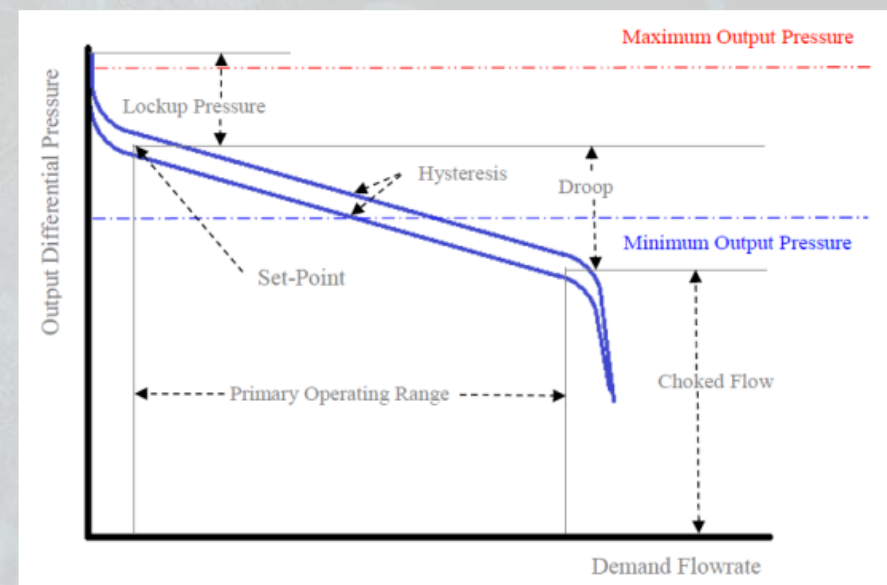 Maximum Output Pressure
Lockup Pressure
Output Differential Pressure
Hysteresis
Droop
Minimum Output Pressure
Set-Point
Choked Flow
Primary Operating Range
Demand Flowrate